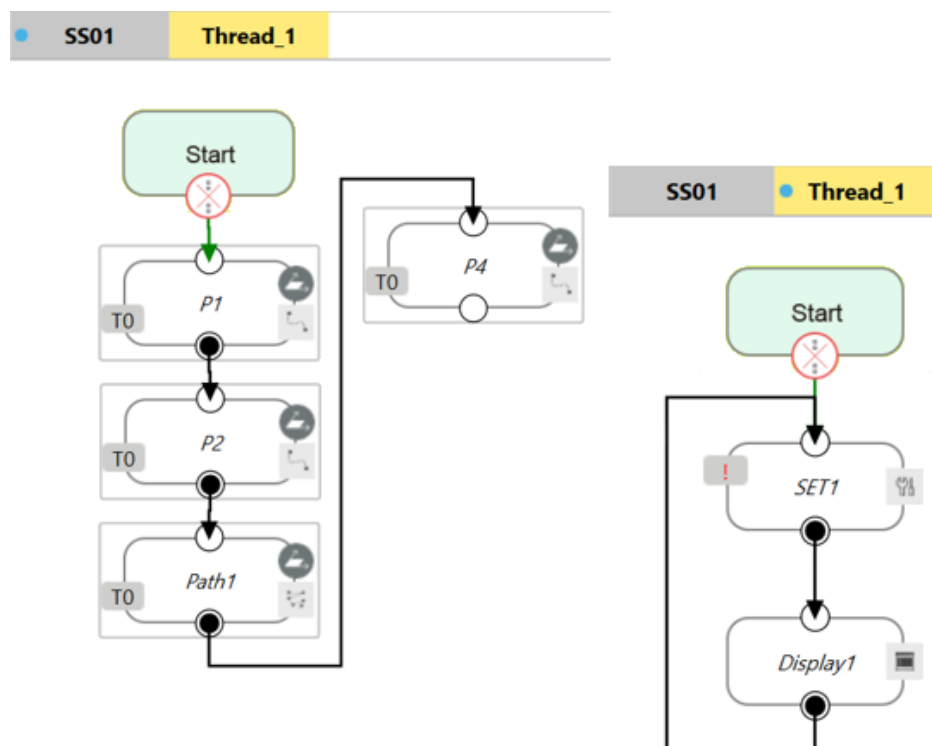 SS01 Thread_1
Start
P1
T0
P2
T0
Path1
T0
P4
T0
SS01 Thread_1
Start
!
SET1
Display1